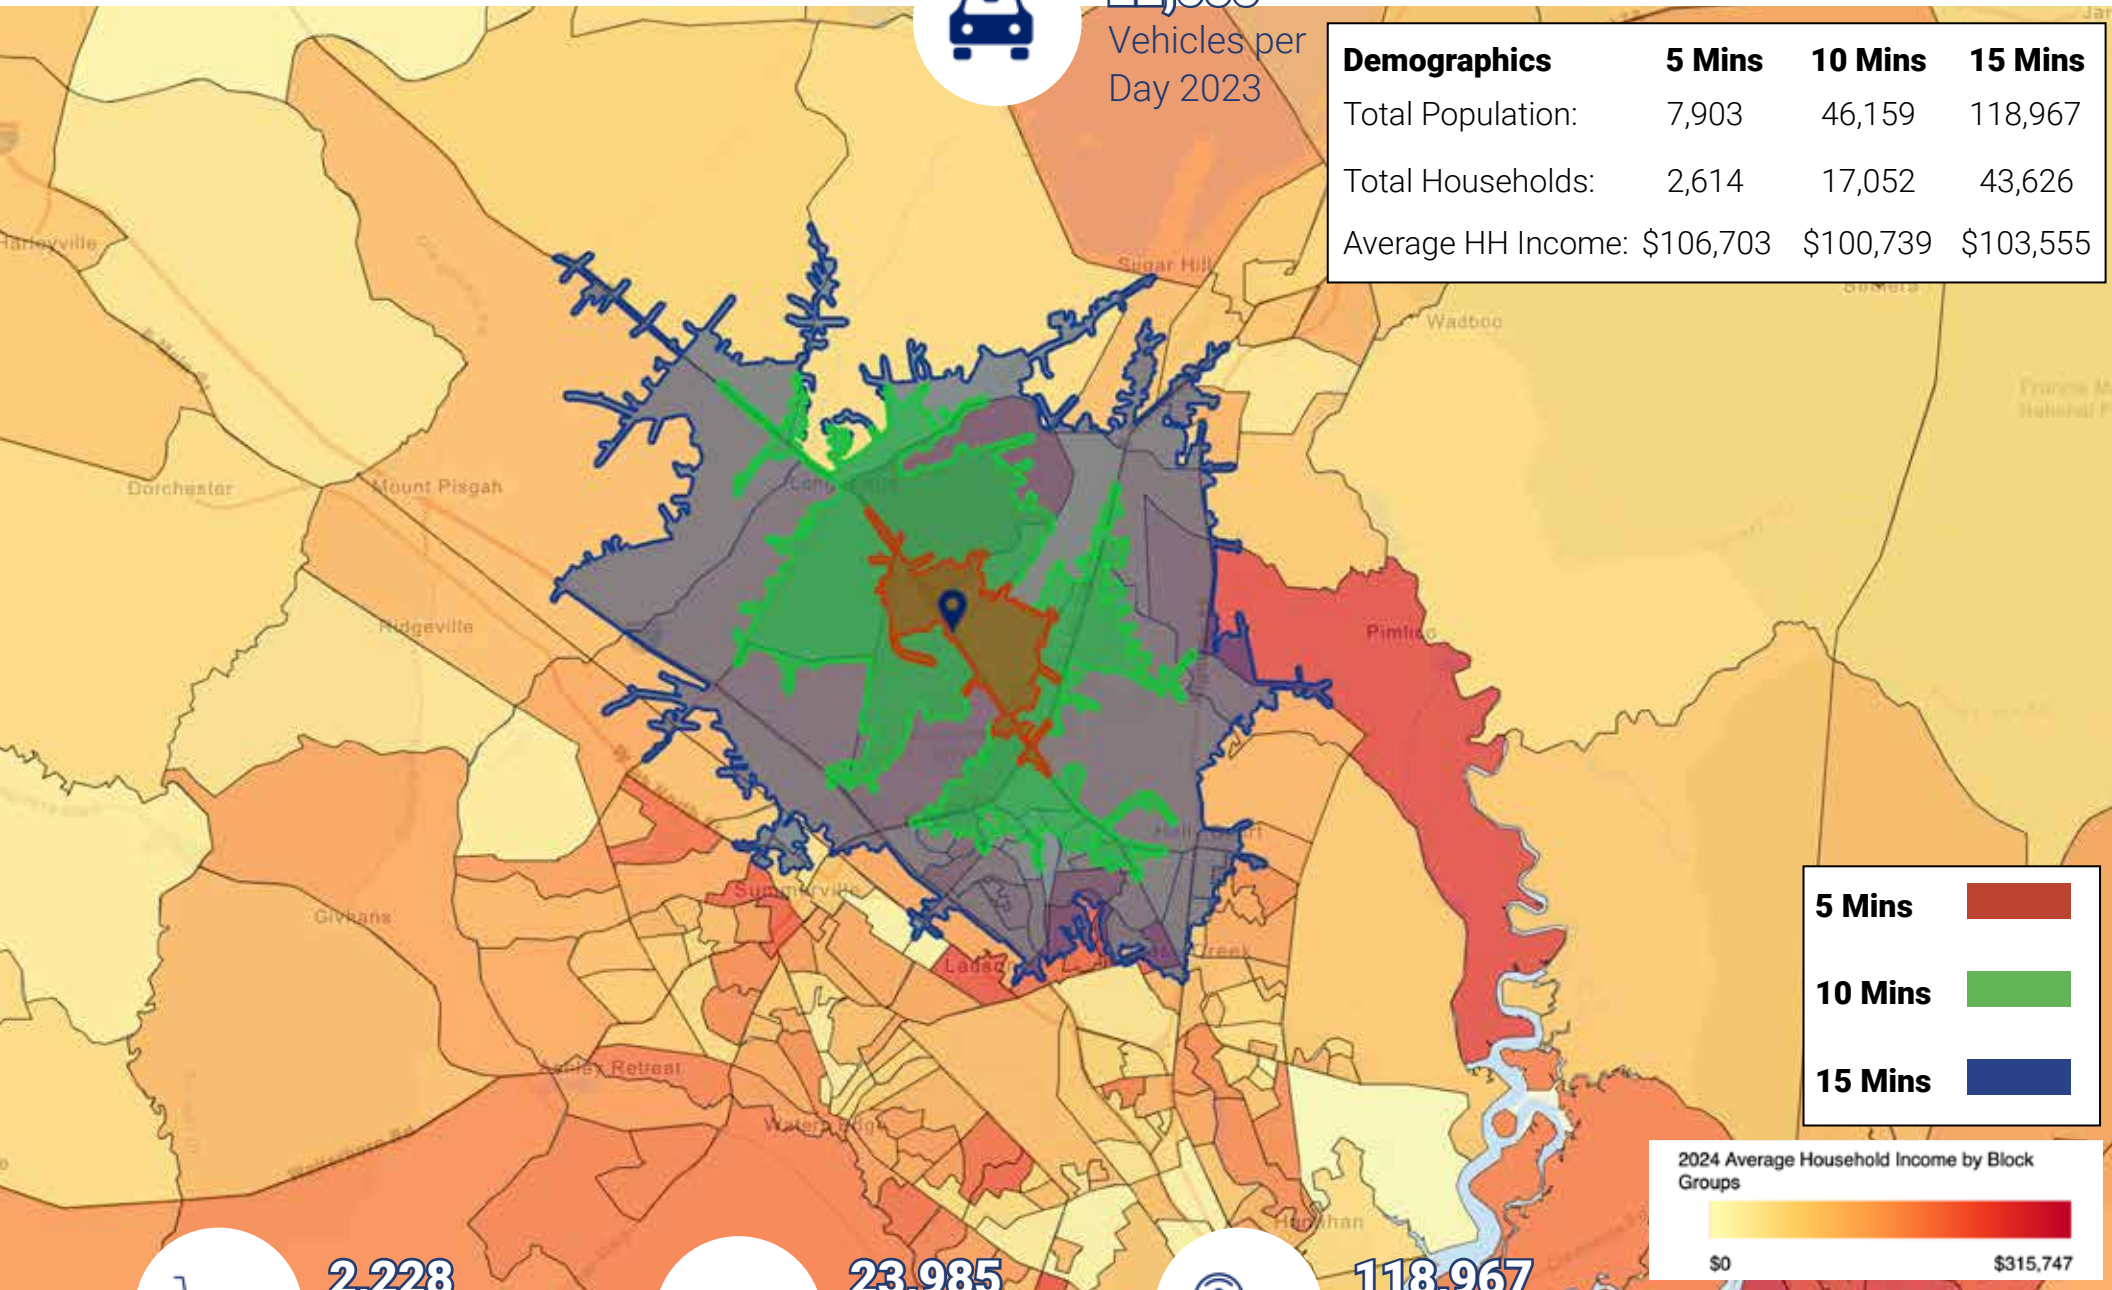 Vehicles per
Day 2023
Demographics 5 Mins 10 Mins 15 Mins
Total Population: 7,903 46,159 118,967
Total Households: 2,614 17,052 43,626
Average HH Income: $106,703 $100,739 $103,555
Harleyville
Sugar Hill
Wadboo
Dorchester
Mount Pisgah
Ridgeville
Pimlico
Summerville
Givhans
Ladson
Creek
Ashley Retreat
Hanahan
5 Mins
10 Mins
15 Mins
2024 Average Household Income by Block
Groups
$0 $315,747
2,228
23,985
118,967